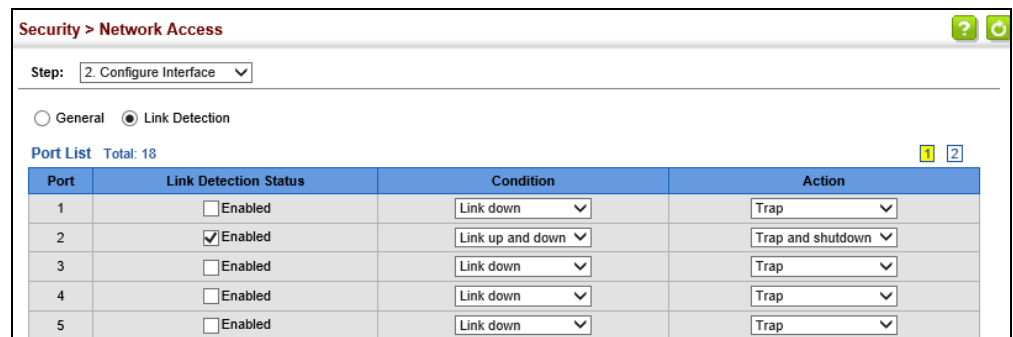 Security > Network Access
?
Step: 2. Configure Interface
General Link Detection
Port List Total: 18 1 2
Port Link Detection Status Condition Action
1 Enabled Link down Trap
2 Enabled Link up and down Trap and shutdown
3 Enabled Link down Trap
4 Enabled Link down Trap
5 Enabled Link down Trap